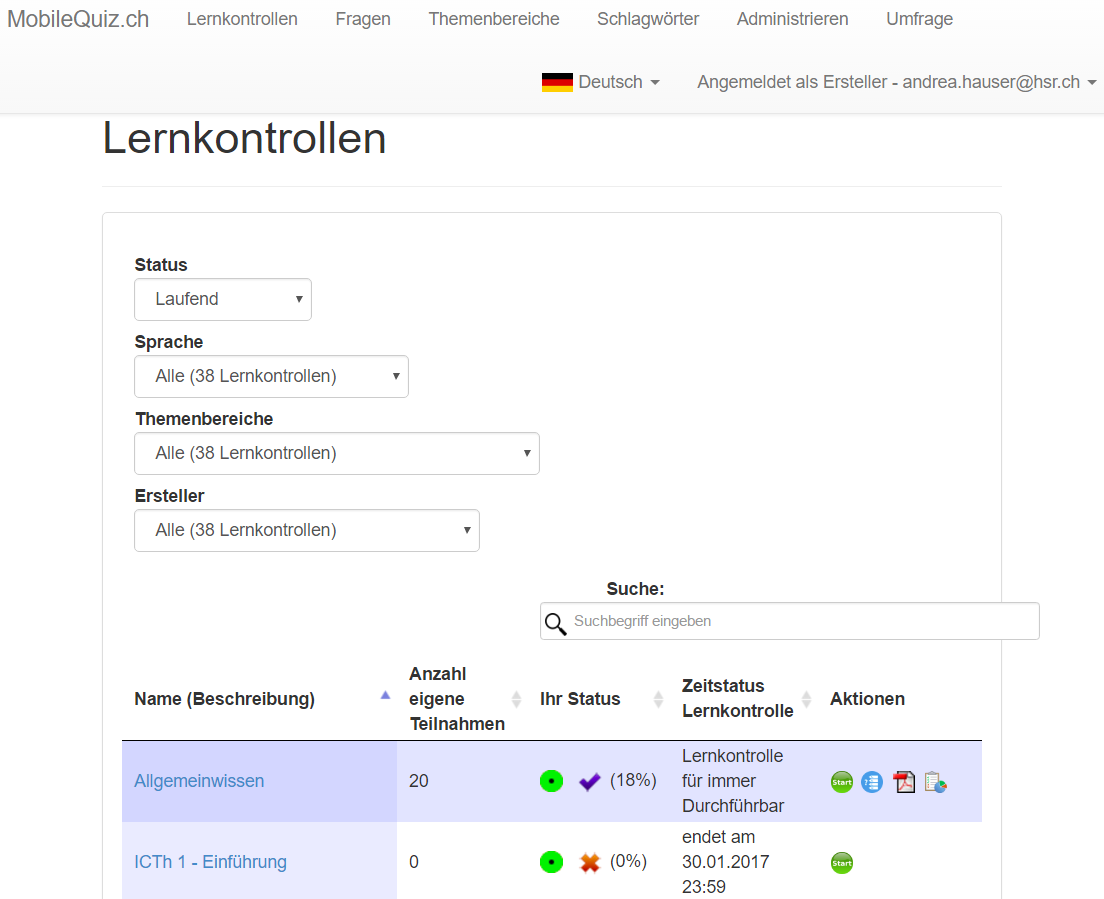 MobileQuiz.ch Lernkontrollen Fragen Themenbereiche Schlagwörter Administrieren Umfrage
Deutsch Angemeldet als Ersteller - andrea.hauser@hsr.ch
Lernkontrollen
Status
Laufend
Sprache
Alle (38 Lernkontrollen)
Themenbereiche
Alle (38 Lernkontrollen)
Ersteller
Alle (38 Lernkontrollen)
Suche:
Suchbegriff eingeben
Name (Beschreibung)
Anzahl
eigene
Teilnahmen
Ihr Status
Zeitstatus
Lernkontrolle
Aktionen
Allgemeinwissen
20
(18%)
Lernkontrolle
für immer
Durchführbar
Start
ICTh 1 - Einführung
0
(0%)
endet am
30.01.2017
23:59
Start